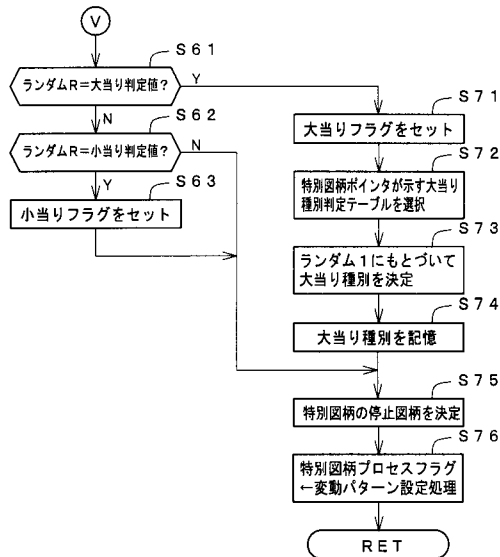 V
S61
ランダムR=大当り判定値?
Y
N
S62
ランダムR=小当り判定値?
N
Y
S63
小当りフラグをセット
S71
大当りフラグをセット
S72
特別図柄ポインタが示す大当り
種別判定テーブルを選択
S73
ランダム1にもとづいて
大当り種別を決定
S74
大当り種別を記憶
S75
特別図柄の停止図柄を決定
S76
特別図柄プロセスフラグ
←変動パターン設定処理
RET